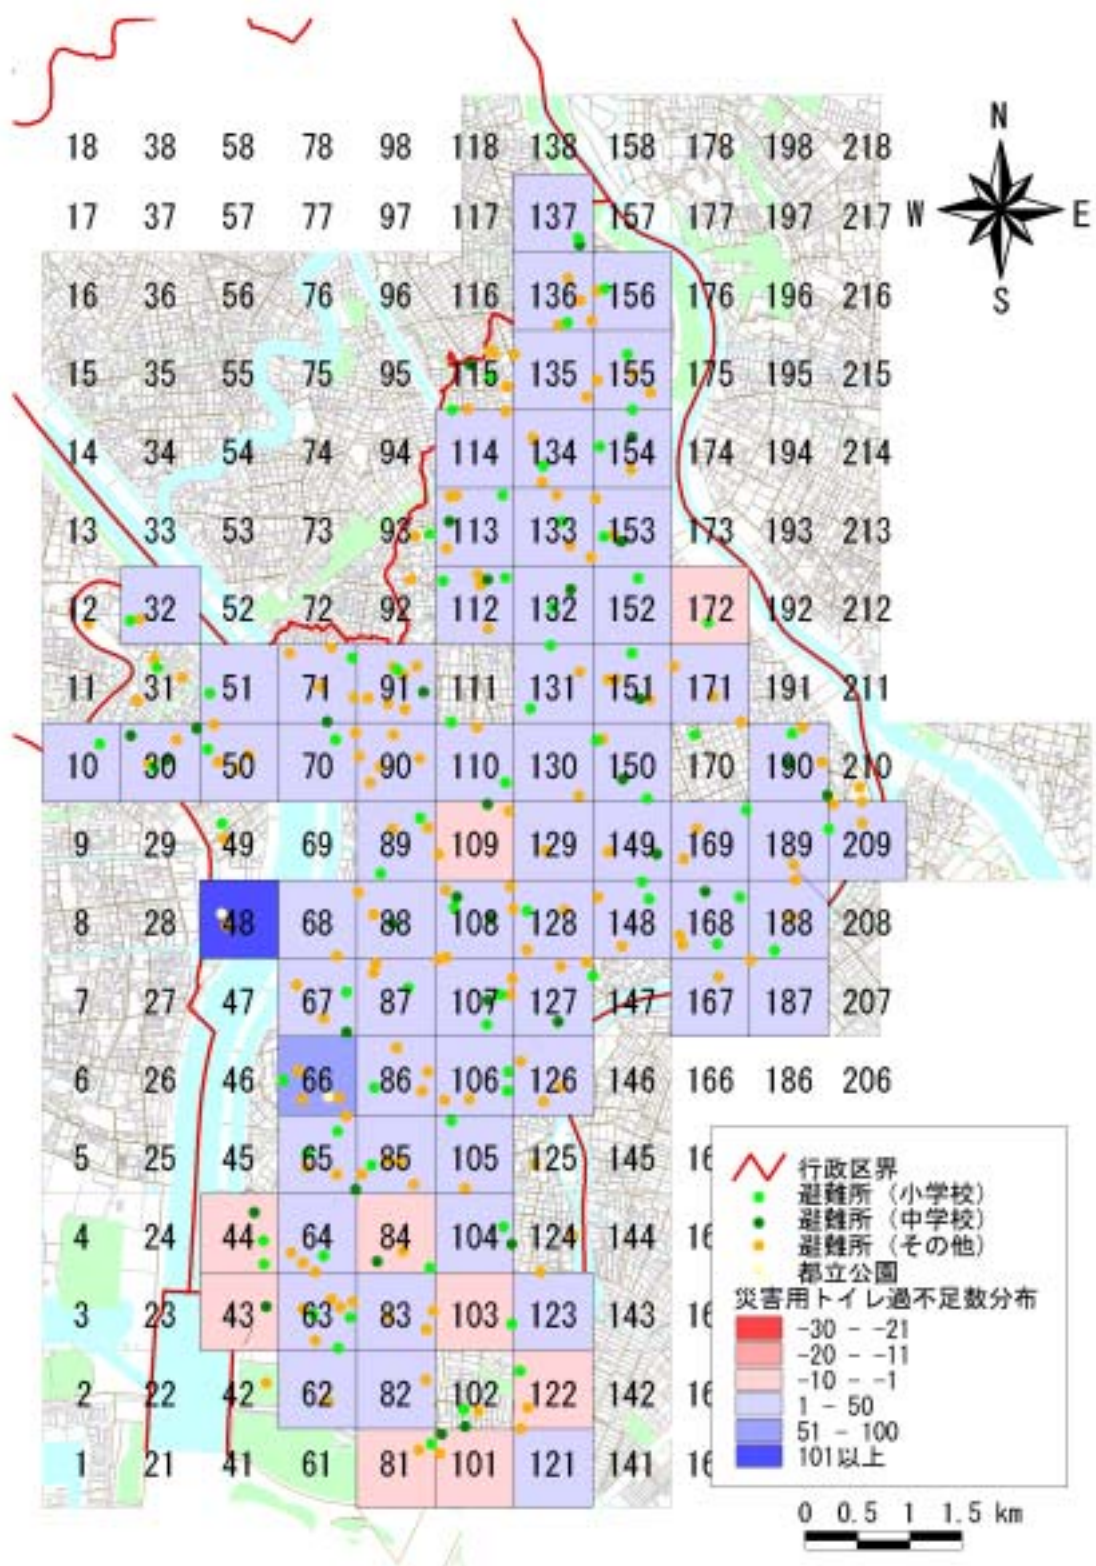 N
18 38 58 78 98 118 138 158 178 198 218
17 37 57 77 97 117 137 157 177 197 217 W E
16 36 56 76 96 116 136 156 176 196 216 S
15 35 55 75 95 115 135 155 175 195 215
14 34 54 74 94 114 134 154 174 194 214
13 33 53 73 93 113 133 153 173 193 213
12 32 52 72 92 112 132 152 172 192 212
11 31 51 71 91 111 131 151 171 191 211
10 30 50 70 90 110 130 150 170 190 210
9 29 49 69 89 109 129 149 169 189 209
8 28 48 68 88 108 128 148 168 188 208
7 27 47 67 87 107 127 147 167 187 207
6 26 46 66 86 106 126 146 166 186 206
5 25 45 65 85 105 125 145 16
4 24 44 64 84 104 124 144 16
3 23 43 63 83 103 123 143 16
2 22 42 62 82 102 122 142 16
1 21 41 61 81 101 121 141 16
行政区界
避難所（小学校）
避難所（中学校）
避難所（その他）
都立公園
災害用トイレ過不足数分布
-30 - -21
-20 - -11
-10 - -1
1 - 50
51 - 100
101以上
0 0.5 1 1.5 km